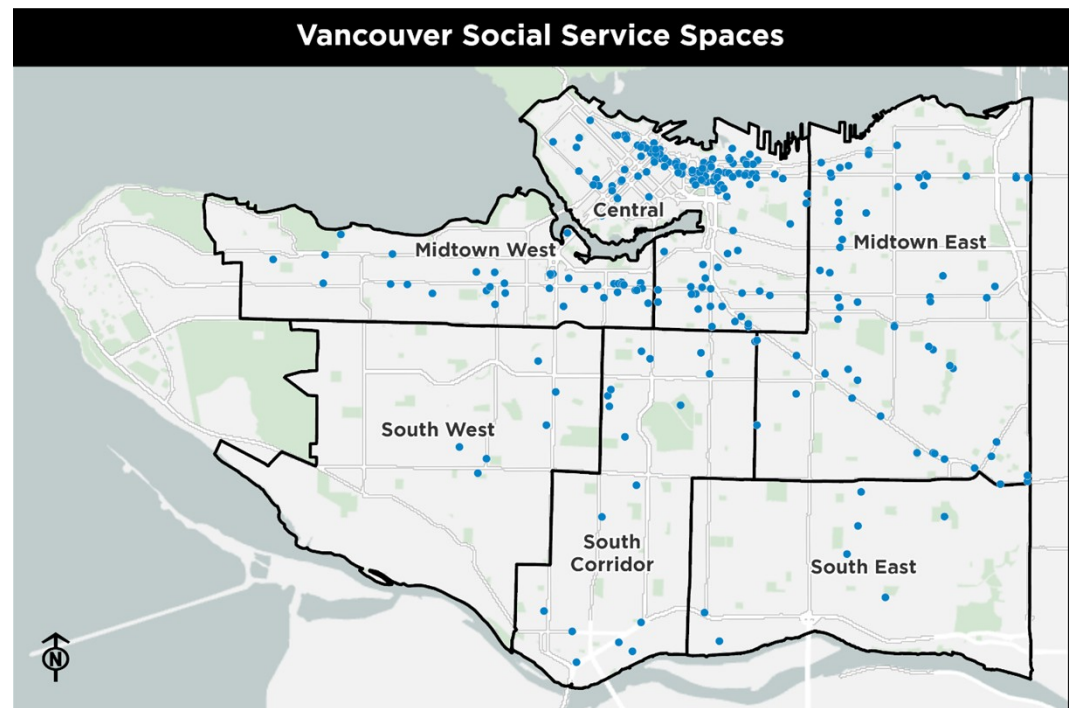 Vancouver Social Service Spaces
Central
Midtown West
Midtown East
South West
South
Corridor
South East
N